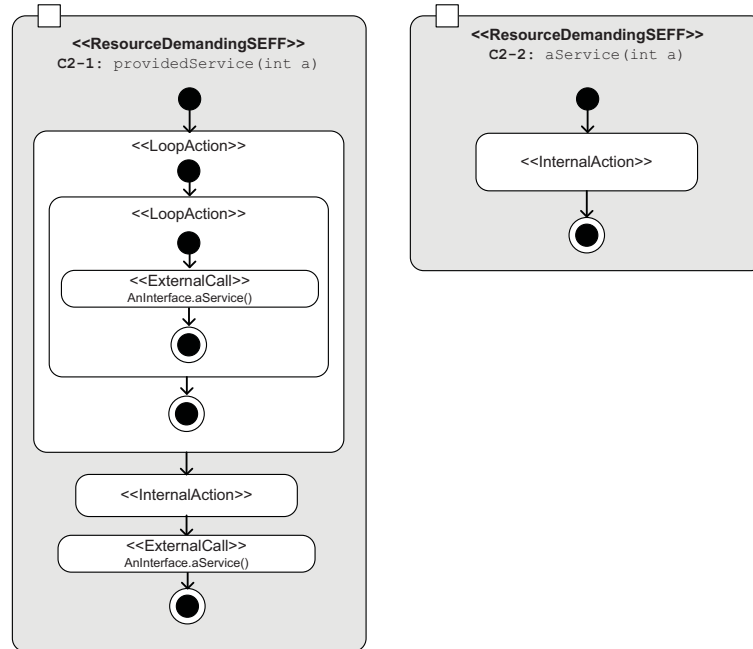 <<ResourceDemandingSEFF>>
C2-1: providedService(int a)
<<LoopAction>>
<<LoopAction>>
<<ExternalCall>>
AnInterface.aService()
<<InternalAction>>
<<ExternalCall>>
AnInterface.aService()
<<ResourceDemandingSEFF>>
C2-2: aService(int a)
<<InternalAction>>